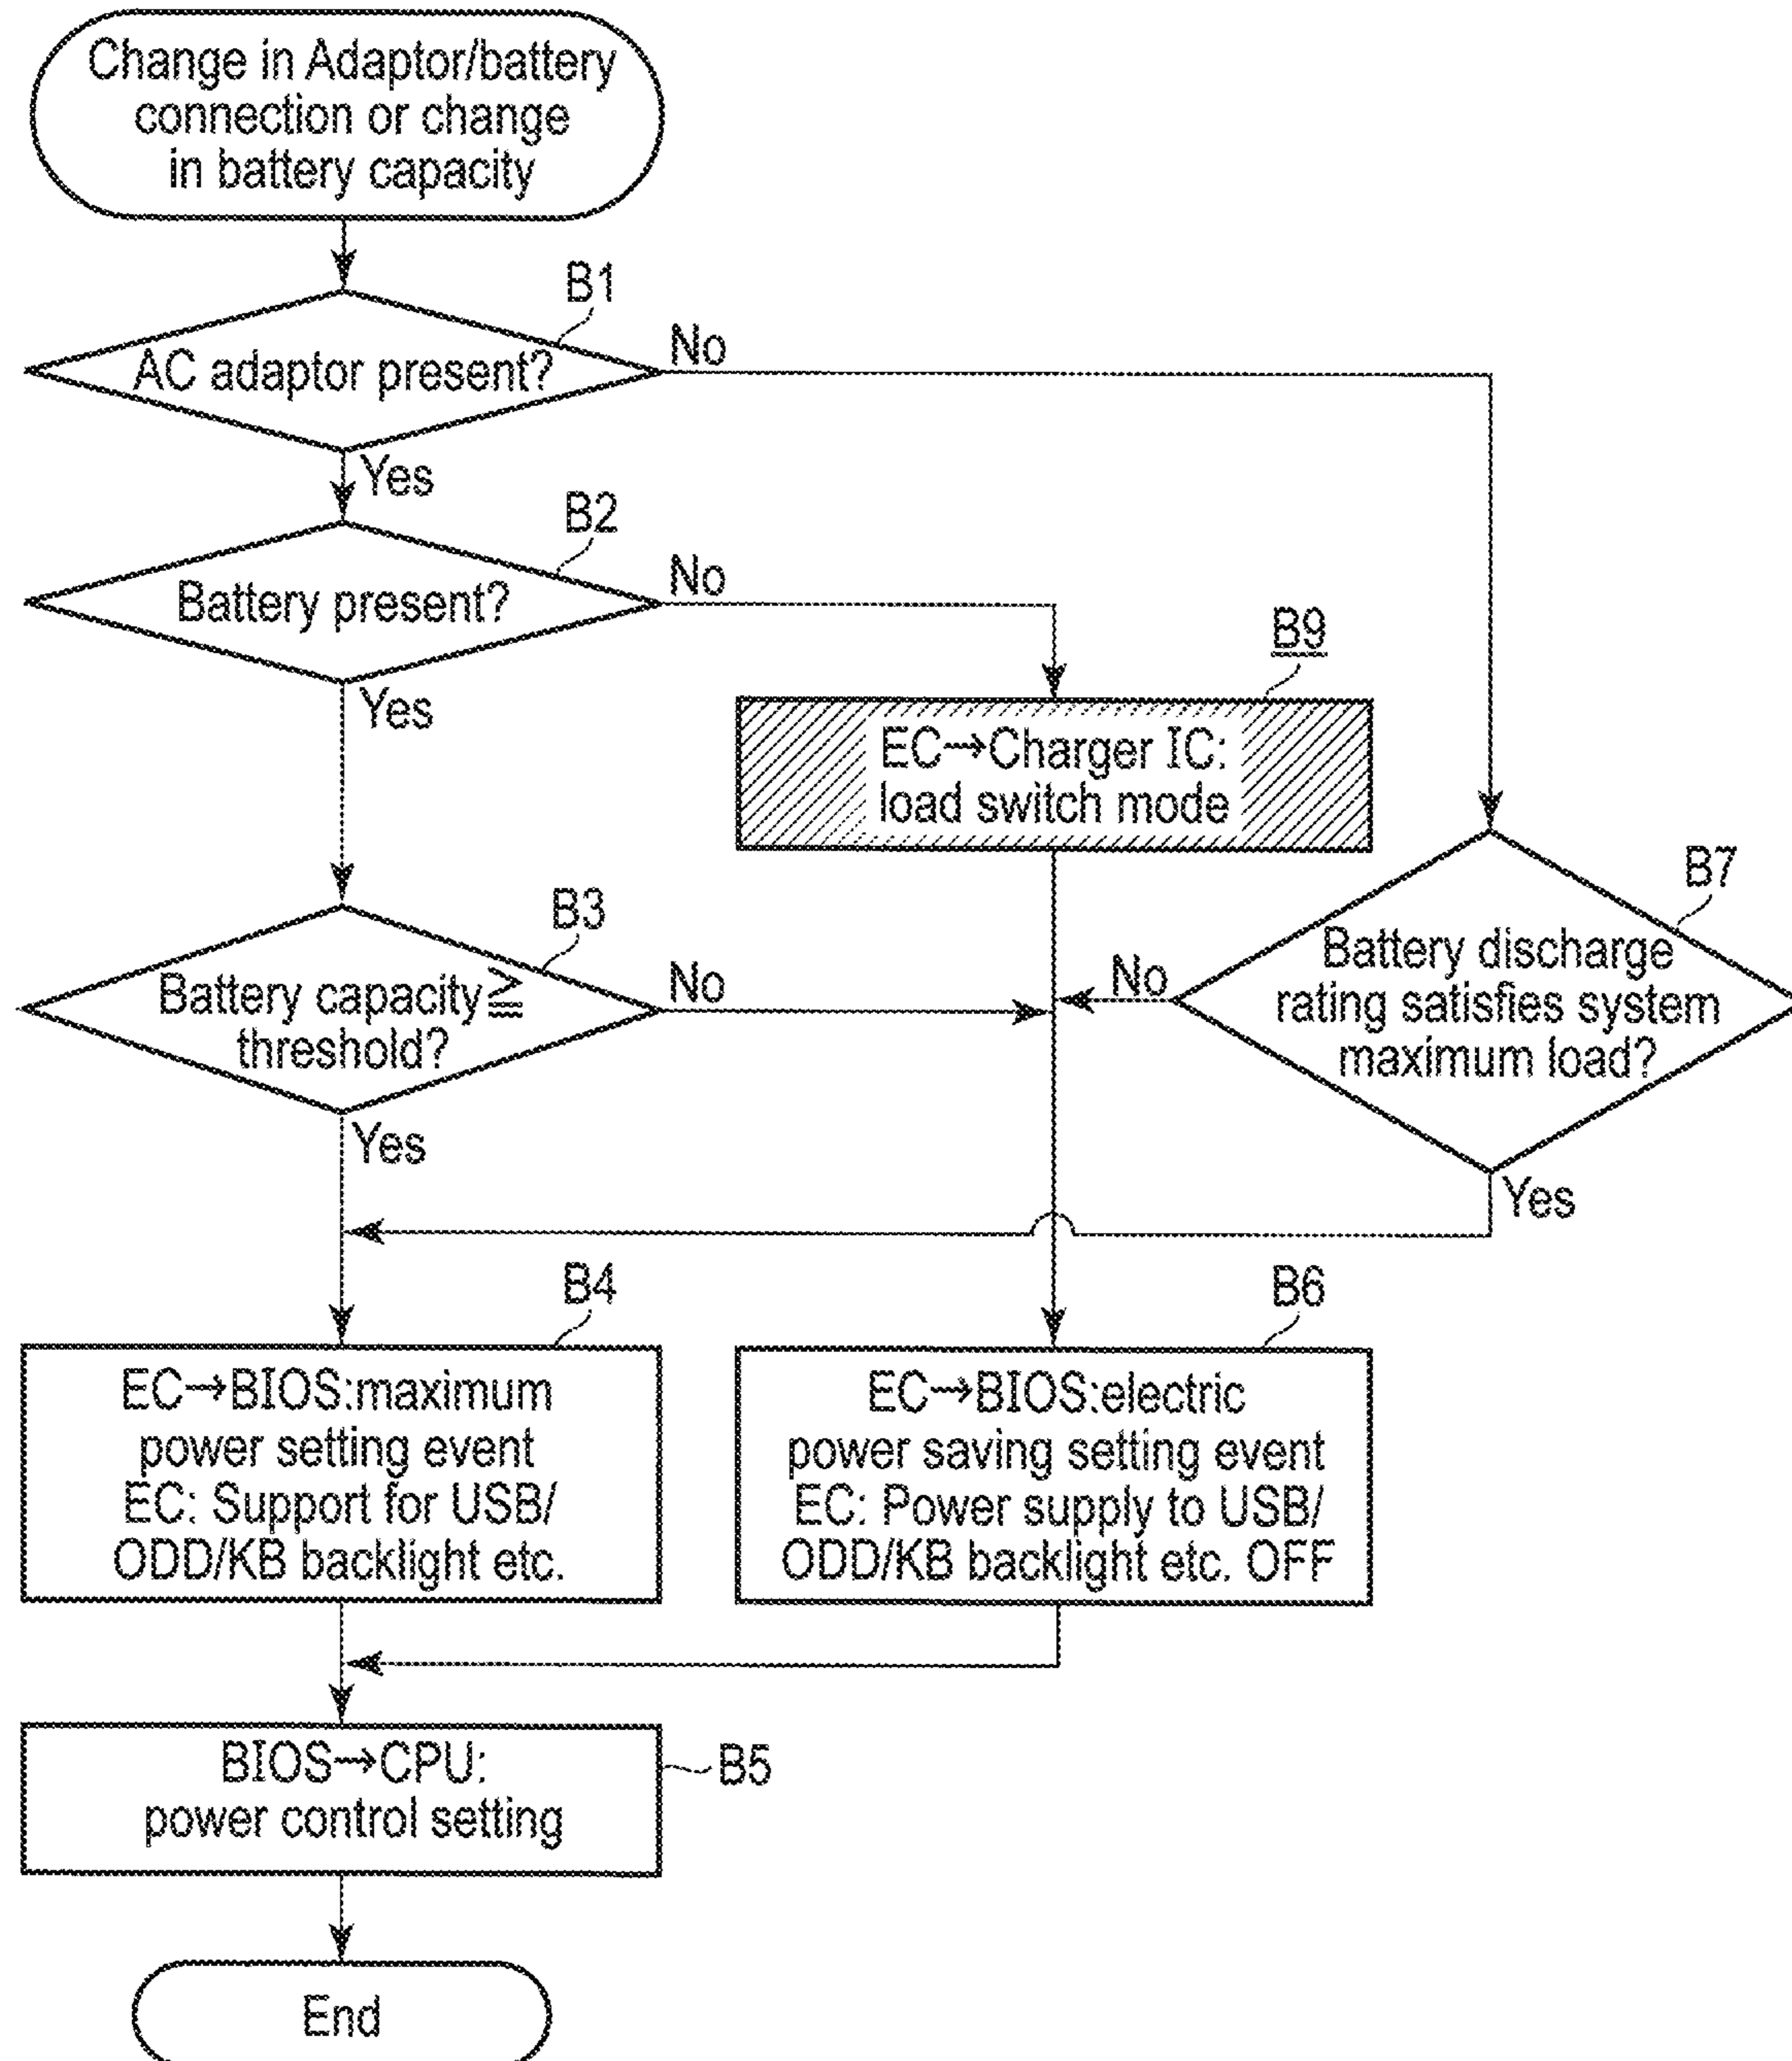 Change in Adaptor/battery
connection or change
in battery capacity
B1
AC adaptor present?
No
Yes
B2
Battery present?
No
Yes
B9
EC→Charger IC:
load switch mode
B3
Battery capacity≧
threshold?
No
Yes
B7
Battery discharge
rating satisfies system
maximum load?
No
Yes
B4
EC→BIOS:maximum
power setting event
EC: Support for USB/
ODD/KB backlight etc.
B6
EC→BIOS:electric
power saving setting event
EC: Power supply to USB/
ODD/KB backlight etc. OFF
BIOS→CPU:
power control setting
B5
End